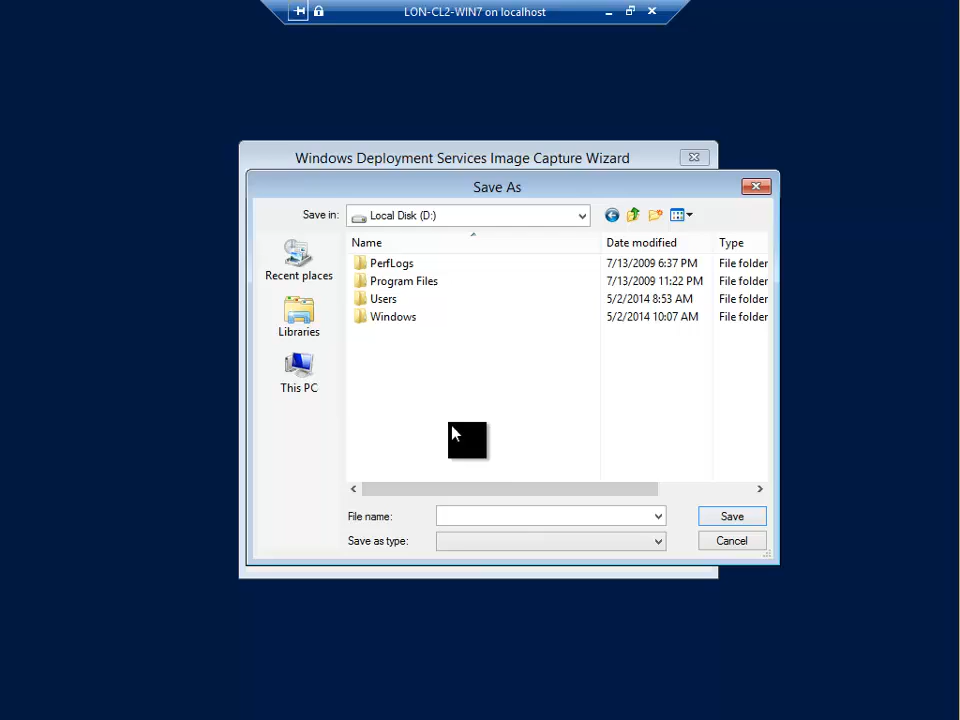 LON-CL2-WIN7 on localhost
Windows Deployment Services Image Capture Wizard
Save As
Save in: Local Disk (D:)
Name Date modified Type
PerfLogs 7/13/2009 6:37 PM File folder
Program Files 7/13/2009 11:22 PM File folder
Users 5/2/2014 8:53 AM File folder
Windows 5/2/2014 10:07 AM File folder
Recent places
Libraries
This PC
File name: Save
Save as type: Cancel